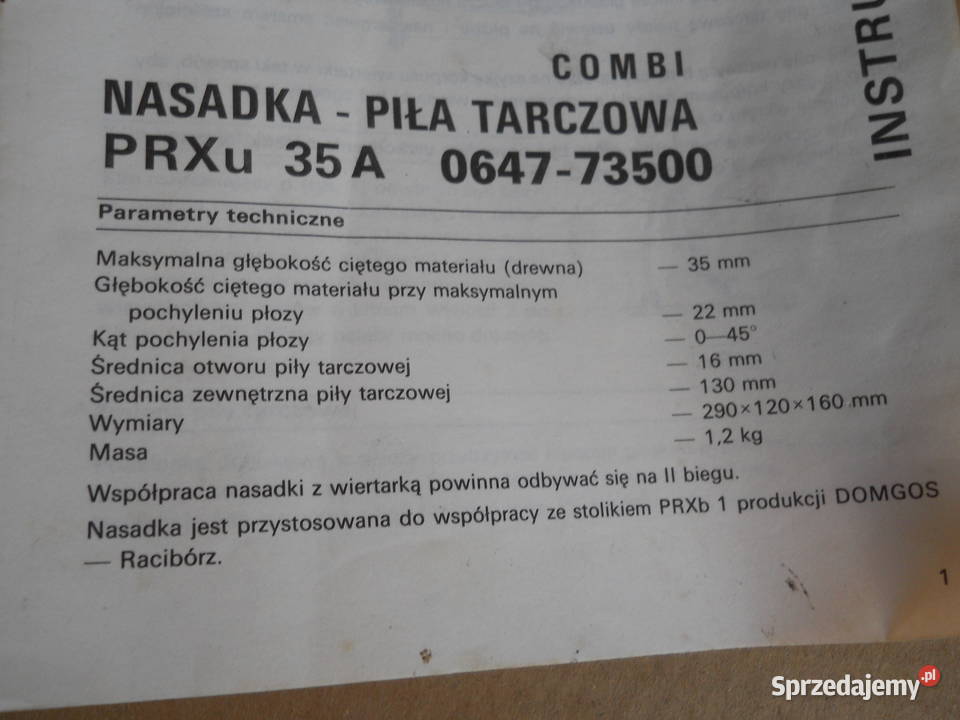 COMBI
INSTRU
NASADKA - PIŁA TARCZOWA
PRXu 35 A 0647-73500
Parametry techniczne
Maksymalna głębokość ciętego materiału (drewna) — 35 mm
Głębokość ciętego materiału przy maksymalnym
pochyleniu płozy — 22 mm
Kąt pochylenia płozy — 0—45°
Średnica otworu piły tarczowej — 16 mm
Średnica zewnętrzna piły tarczowej — 130 mm
Wymiary — 290×120×160 mm
Masa — 1,2 kg
Współpraca nasadki z wiertarką powinna odbywać się na II biegu.
Nasadka jest przystosowana do współpracy ze stolikiem PRXb 1 produkcji DOMGOS
— Racibórz.
1
Sprzedajemy.pl